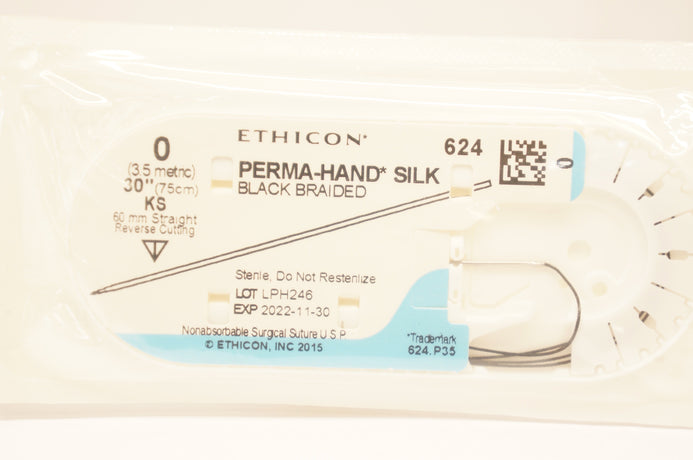 ETHICON*
624
0
0
(3.5 metric)
30" (75cm)
KS
60 mm Straight
Reverse Cutting
PERMA-HAND* SILK
BLACK BRAIDED
Sterile, Do Not Resterilize
LOT LPH246
EXP 2022-11-30
Nonabsorbable Surgical Suture U.S.P.
© ETHICON, INC 2015
*Trademark
624.P35